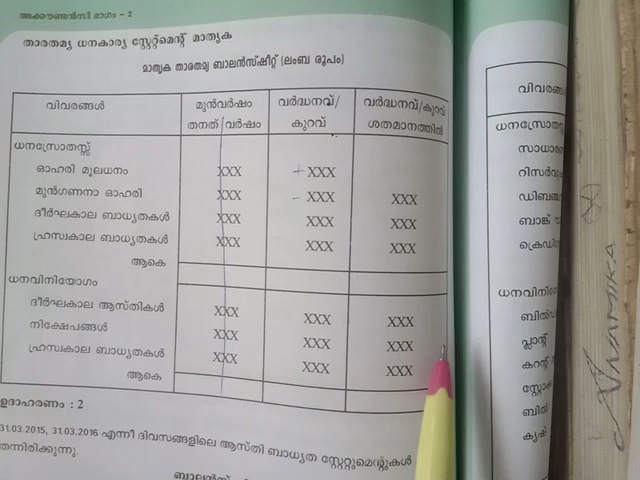 അക്കൗണ്ടൻസി ഭാഗം - 2
താരതമ്യ ധനകാര്യ സ്റ്റേറ്റ്മെന്റ് മാതൃക
മാതൃക താരതമ്യ ബാലൻസ്ഷീറ്റ് (ലംബ രൂപം)
വിവരങ്ങൾ മുൻവർഷം തനത് വർഷം വർദ്ധനവ്/ കുറവ് വർദ്ധനവ്/കുറവ് ശതമാനത്തിൽ
ധനസ്രോതസ്സ്
ഓഹരി മൂലധനം XXX + XXX
മുൻഗണനാ ഓഹരി XXX - XXX XXX
ദീർഘകാല ബാധ്യതകൾ XXX XXX XXX
ഹ്രസ്വകാല ബാധ്യതകൾ XXX XXX XXX
ആകെ
ധനവിനിയോഗം
ദീർഘകാല ആസ്തികൾ XXX XXX XXX
നിക്ഷേപങ്ങൾ XXX XXX XXX
ഹ്രസ്വകാല ബാധ്യതകൾ XXX XXX XXX
ആകെ
ഉദാഹരണം : 2
31.03.2015, 31.03.2016 എന്നീ ദിവസങ്ങളിലെ ആസ്തി ബാധ്യത സ്റ്റേറ്റുമെന്റുകൾ
തന്നിരിക്കുന്നു.
ധനസ്രോ
സാധാര
പ്ലാന്റ്
കറന്റ്
ബിൽ
ANAMIKA